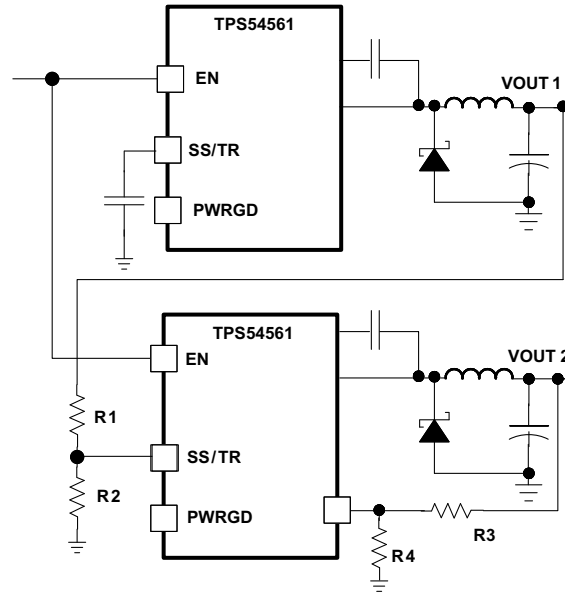 TPS54561
EN
VOUT 1
SS/TR
PWRGD
TPS54561
EN
VOUT 2
R1
SS/TR
R2
PWRGD
R3
R4